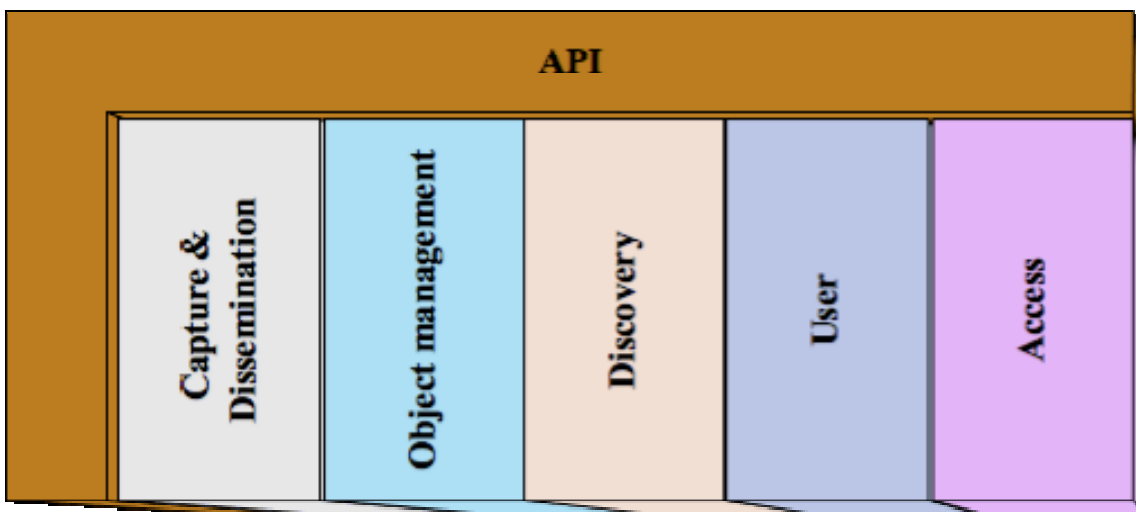 API
Capture &
Dissemination
Object management
Discovery
User
Access